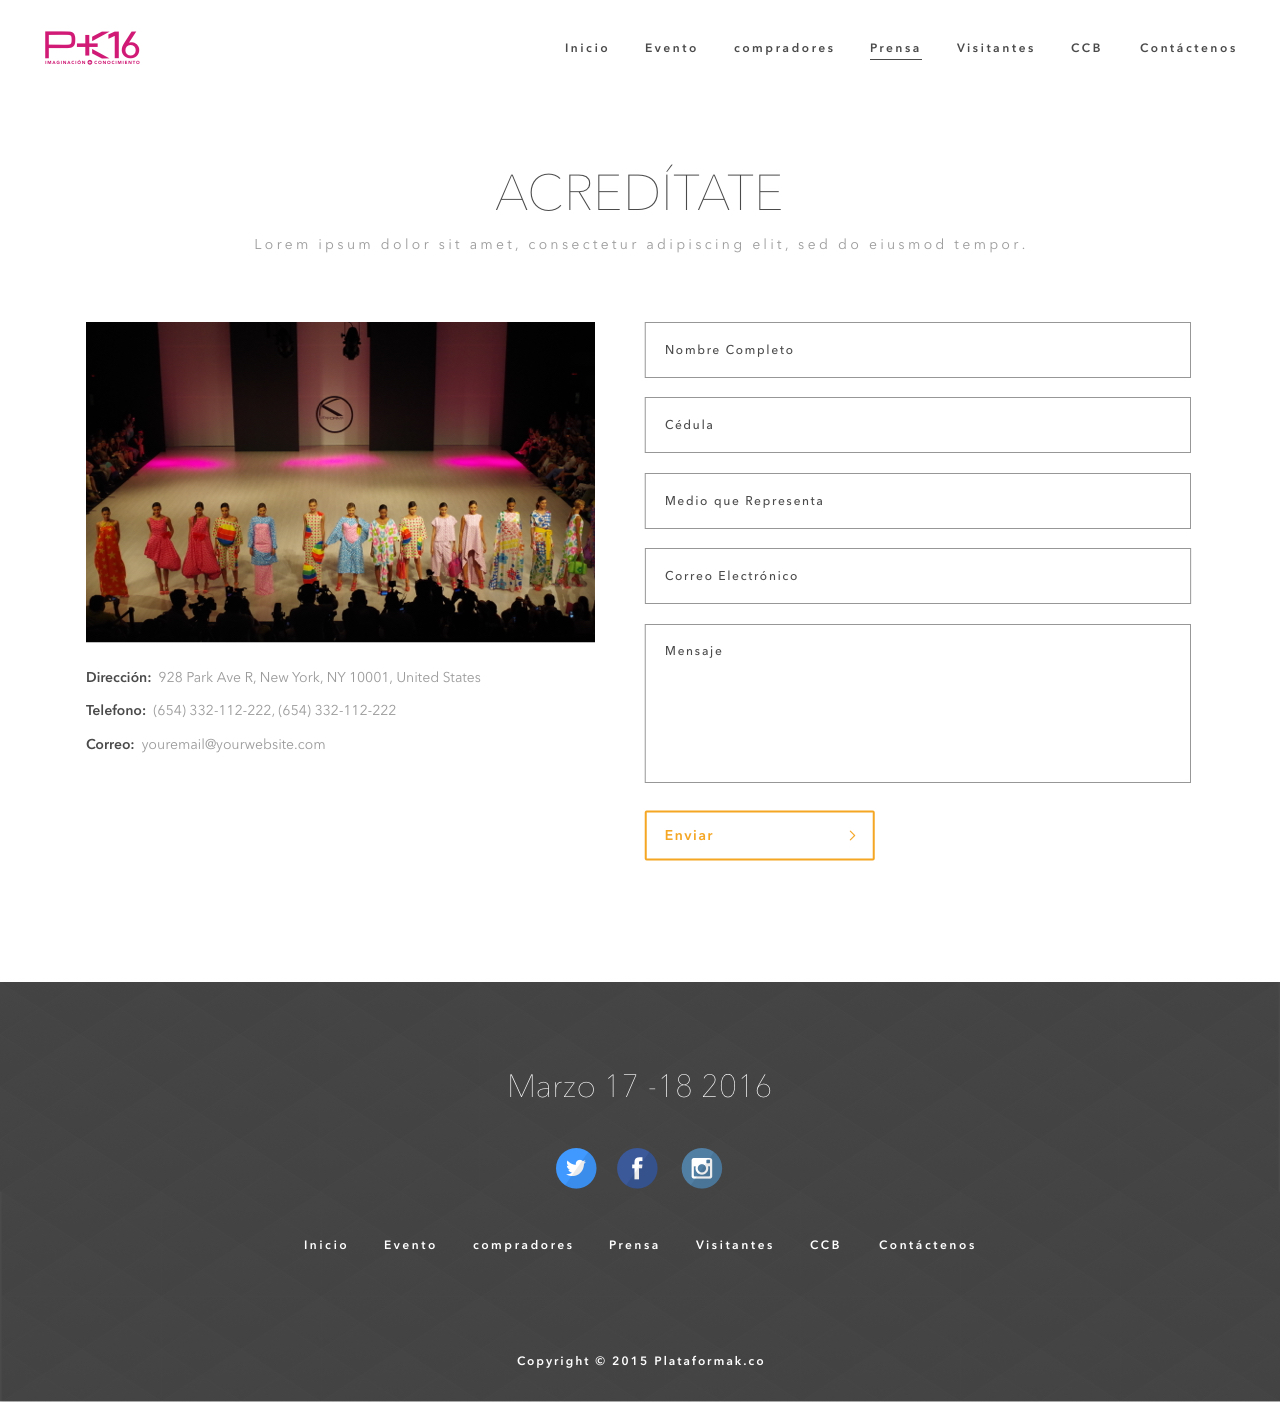 P+K16
IMAGINACIÓN + CONOCIMIENTO
Inicio Evento compradores Prensa Visitantes CCB Contáctenos
ACREDÍTATE
Lorem ipsum dolor sit amet, consectetur adipiscing elit, sed do eiusmod tempor.
Nombre Completo
Cédula
Medio que Representa
Correo Electrónico
Mensaje
Dirección: 928 Park Ave R, New York, NY 10001, United States
Telefono: (654) 332-112-222, (654) 332-112-222
Correo: youremail@yourwebsite.com
Enviar
Marzo 17 -18 2016
Inicio Evento compradores Prensa Visitantes CCB Contáctenos
Copyright © 2015 Plataformak.co